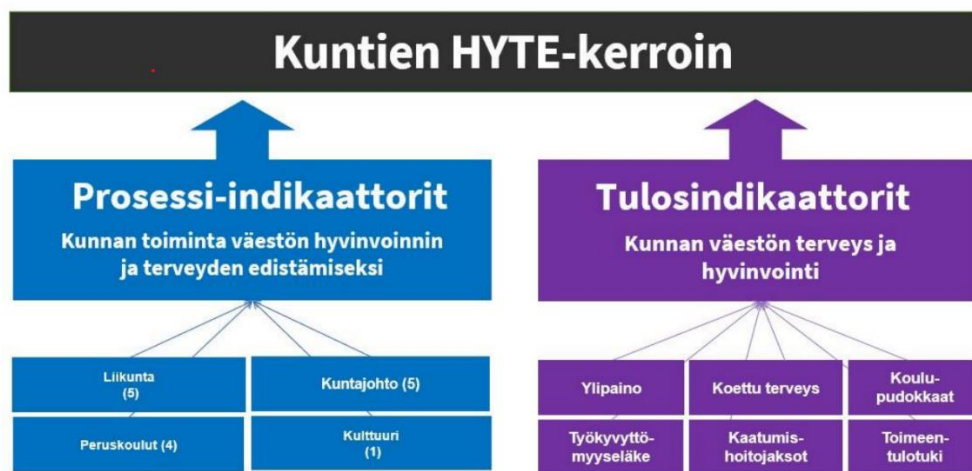 Kuntien HYTE-kerroin
Prosessi-indikaattorit
Kunnan toiminta väestön hyvinvoinnin
ja terveyden edistämiseksi
Liikunta
(5)
Kuntajohto (5)
Peruskoulut (4)
Kulttuuri
(1)
Tulosindikaattorit
Kunnan väestön terveys ja
hyvinvointi
Ylipaino
Koettu terveys
Koulu-
pudokkaat
Työkyvyttö-
myyseläke
Kaatumis-
hoitojaksot
Toimeen-
tulotuki